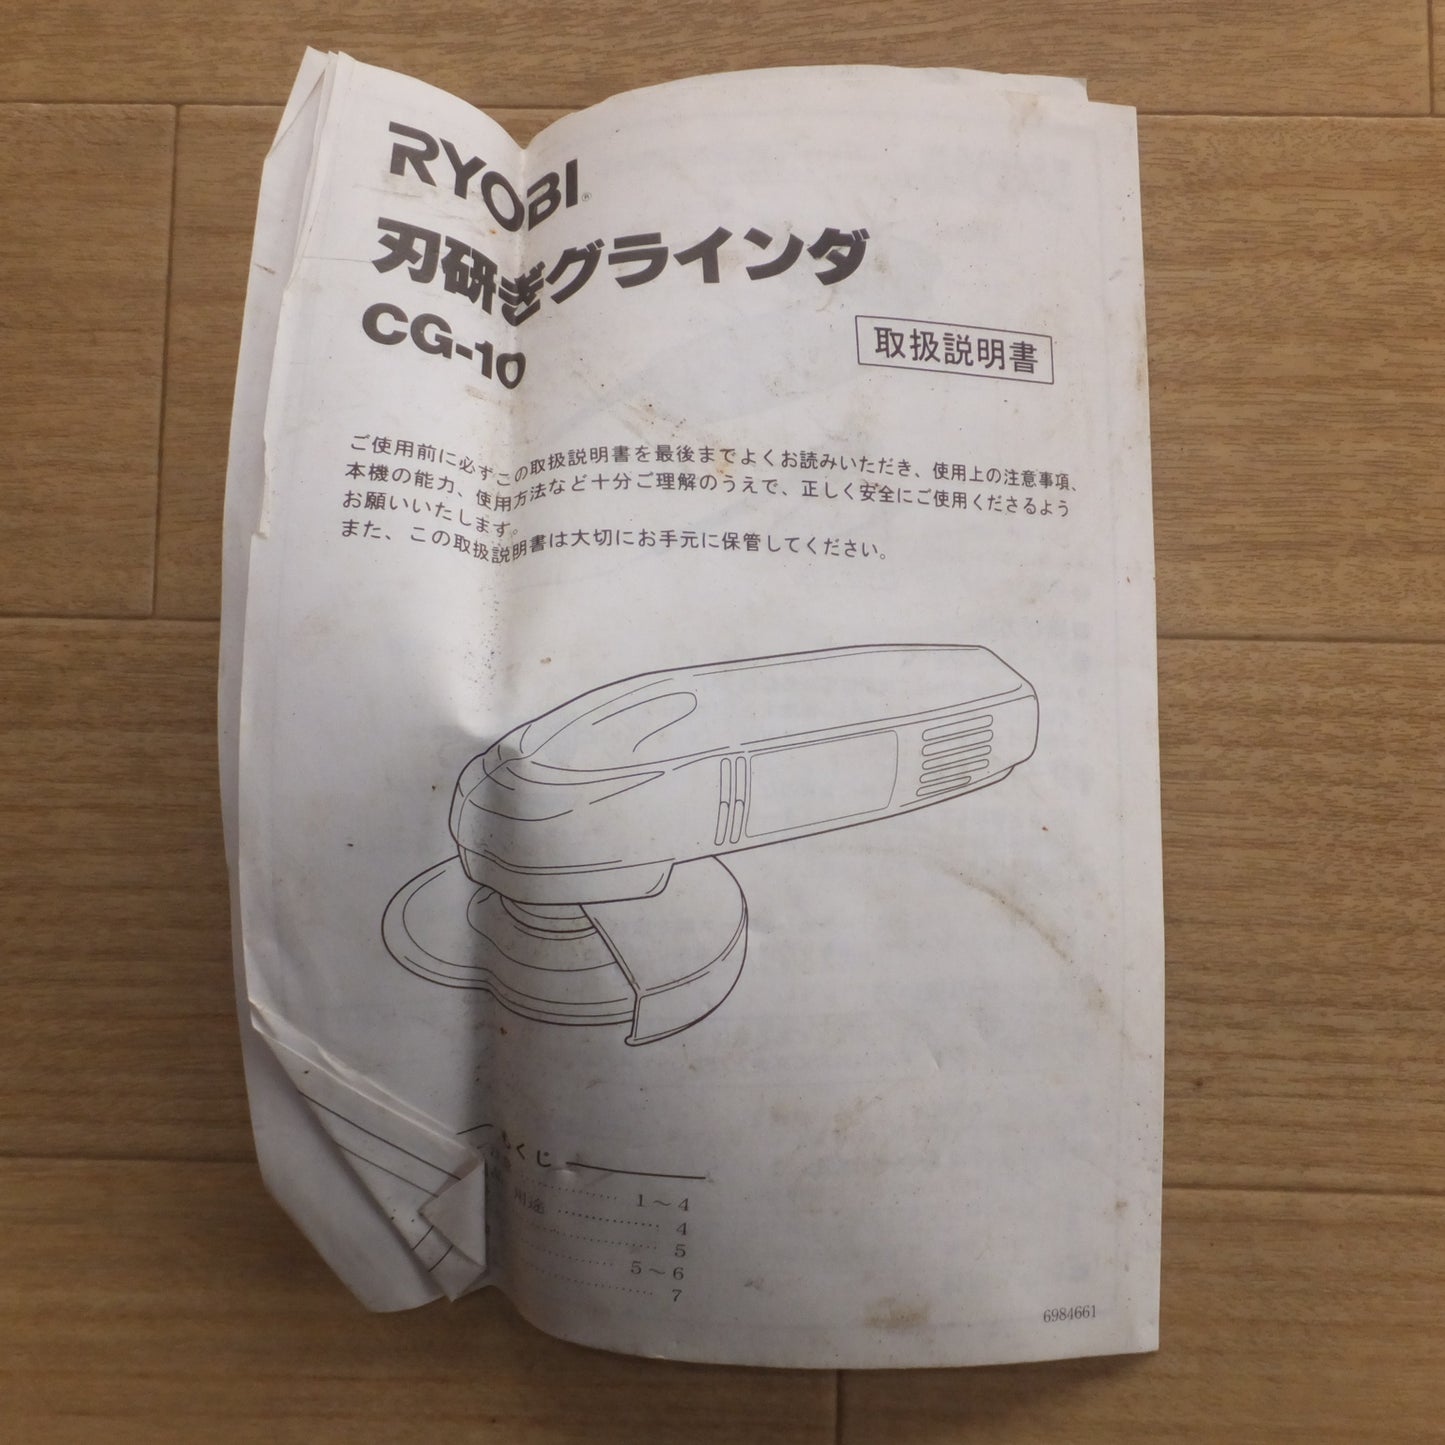 RYOBI®
刃研ぎグラインダ
CG-10
取扱説明書
ご使用前に必ずこの取扱説明書を最後までよくお読みいただき、使用上の注意事項、
本機の能力、使用方法など十分ご理解のうえで、正しく安全にご使用くださるよう
お願いいたします。
また、この取扱説明書は大切にお手元に保管してください。
もくじ
1～4
用途 4
5
5～6
7
6984661